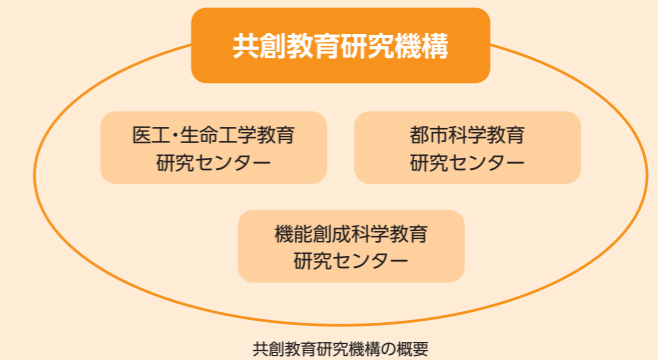 共創教育研究機構
医工・生命工学教育
研究センター
都市科学教育
研究センター
機能創成科学教育
研究センター
共創教育研究機構の概要